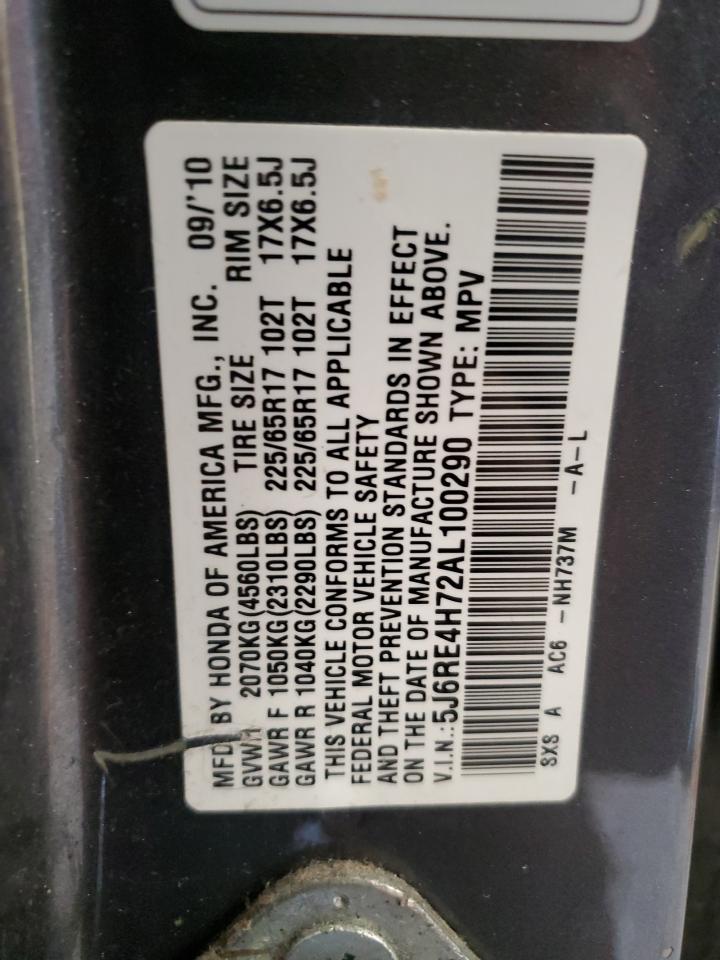 MFD. BY HONDA OF AMERICA MFG., INC. 09/'10
GVWR 2070KG(4560LBS) TIRE SIZE RIM SIZE
GAWR F 1050KG(2310LBS) 225/65R17 102T 17X6.5J
GAWR R 1040KG(2290LBS) 225/65R17 102T 17X6.5J
THIS VEHICLE CONFORMS TO ALL APPLICABLE
FEDERAL MOTOR VEHICLE SAFETY
AND THEFT PREVENTION STANDARDS IN EFFECT
ON THE DATE OF MANUFACTURE SHOWN ABOVE.
V.I.N.:5J6RE4H72AL100290 TYPE: MPV
SXS A AC6 -NH737M -A-L